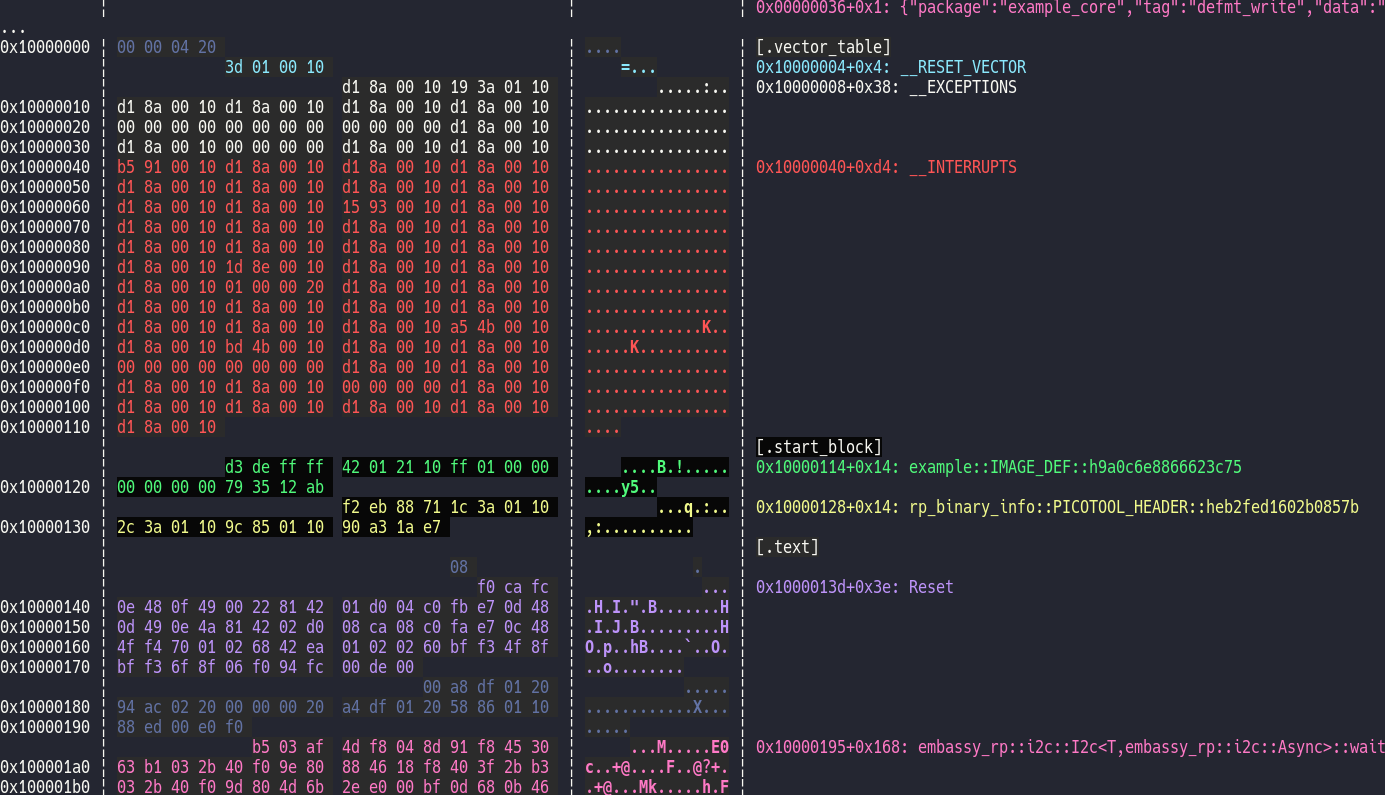 0x00000036+0x1: {"package":"example_core","tag":"defmt_write","data":"
...
0x10000000 00 00 04 20 .... [.vector_table]
3d 01 00 10 =... 0x10000004+0x4: __RESET_VECTOR
d1 8a 00 10 19 3a 01 10 .....:.. 0x10000008+0x38: __EXCEPTIONS
0x10000010 d1 8a 00 10 d1 8a 00 10 d1 8a 00 10 d1 8a 00 10 ................
0x10000020 00 00 00 00 00 00 00 00 00 00 00 00 d1 8a 00 10 ................
0x10000030 d1 8a 00 10 00 00 00 00 d1 8a 00 10 d1 8a 00 10 ................
0x10000040 b5 91 00 10 d1 8a 00 10 d1 8a 00 10 d1 8a 00 10 ................ 0x10000040+0xd4: __INTERRUPTS
0x10000050 d1 8a 00 10 d1 8a 00 10 d1 8a 00 10 d1 8a 00 10 ................
0x10000060 d1 8a 00 10 d1 8a 00 10 15 93 00 10 d1 8a 00 10 ................
0x10000070 d1 8a 00 10 d1 8a 00 10 d1 8a 00 10 d1 8a 00 10 ................
0x10000080 d1 8a 00 10 d1 8a 00 10 d1 8a 00 10 d1 8a 00 10 ................
0x10000090 d1 8a 00 10 1d 8e 00 10 d1 8a 00 10 d1 8a 00 10 ................
0x100000a0 d1 8a 00 10 01 00 00 20 d1 8a 00 10 d1 8a 00 10 ................
0x100000b0 d1 8a 00 10 d1 8a 00 10 d1 8a 00 10 d1 8a 00 10 ................
0x100000c0 d1 8a 00 10 d1 8a 00 10 d1 8a 00 10 a5 4b 00 10 .............K..
0x100000d0 d1 8a 00 10 bd 4b 00 10 d1 8a 00 10 d1 8a 00 10 .....K..........
0x100000e0 00 00 00 00 00 00 00 00 d1 8a 00 10 d1 8a 00 10 ................
0x100000f0 d1 8a 00 10 d1 8a 00 10 00 00 00 00 d1 8a 00 10 ................
0x10000100 d1 8a 00 10 d1 8a 00 10 d1 8a 00 10 d1 8a 00 10 ................
0x10000110 d1 8a 00 10 ....
[.start_block]
d3 de ff ff 42 01 21 10 ff 01 00 00 ....B.!..... 0x10000114+0x14: example::IMAGE_DEF::h9a0c6e8866623c75
0x10000120 00 00 00 00 79 35 12 ab ....y5..
f2 eb 88 71 1c 3a 01 10 ...q.:.. 0x10000128+0x14: rp_binary_info::PICOTOOL_HEADER::heb2fed1602b0857b
0x10000130 2c 3a 01 10 9c 85 01 10 90 a3 1a e7 ,:..........
[.text]
08 .
f0 ca fc ... 0x1000013d+0x3e: Reset
0x10000140 0e 48 0f 49 00 22 81 42 01 d0 04 c0 fb e7 0d 48 .H.I.".B.......H
0x10000150 0d 49 0e 4a 81 42 02 d0 08 ca 08 c0 fa e7 0c 48 .I.J.B.........H
0x10000160 4f f4 70 01 02 68 42 ea 01 02 02 60 bf f3 4f 8f O.p..hB....`..O.
0x10000170 bf f3 6f 8f 06 f0 94 fc 00 de 00 ..o........
00 a8 df 01 20 .....
0x10000180 94 ac 02 20 00 00 00 20 a4 df 01 20 58 86 01 10 ............X...
0x10000190 88 ed 00 e0 f0 .....
b5 03 af 4d f8 04 8d 91 f8 45 30 ...M.....E0 0x10000195+0x168: embassy_rp::i2c::I2c<T,embassy_rp::i2c::Async>::wait
0x100001a0 63 b1 03 2b 40 f0 9e 80 88 46 18 f8 40 3f 2b b3 c..+@....F..@?+.
0x100001b0 03 2b 40 f0 9d 80 4d 6b 2e e0 00 bf 0d 68 0b 46 .+@...Mk.....h.F